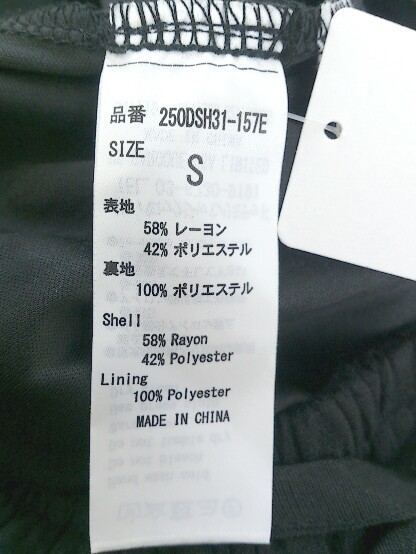 品番 250DSH31-157E
SIZE
S
表地
58% レーヨン
42% ポリエステル
裏地
100% ポリエステル
Shell
58% Rayon
42% Polyester
Lining
100% Polyester
MADE IN CHINA